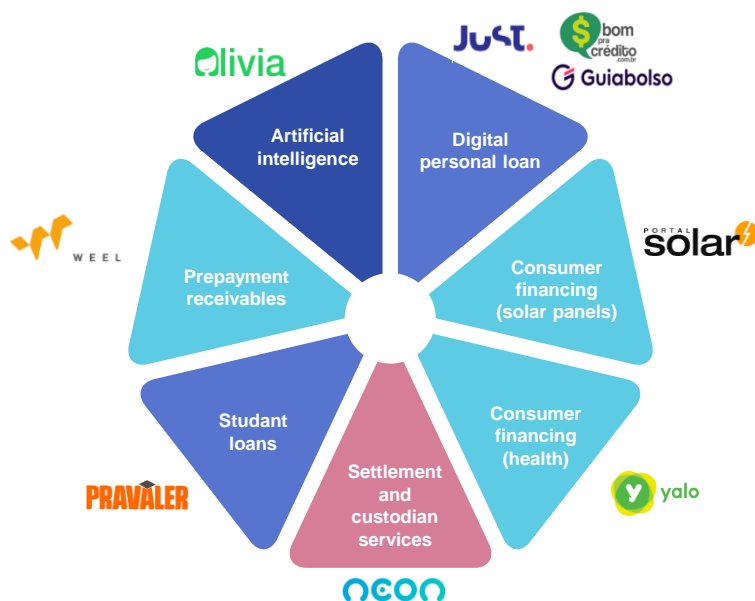 Olivia
JUST.
bom
pra
crédito
.com.br
Guiabolso
Artificial
intelligence
Digital
personal loan
WEEL
PORTAL
solar
Prepayment
receivables
Consumer
financing
(solar panels)
Studant
loans
Consumer
financing
(health)
Settlement
and
custodian
services
PRAVALER
yalo
neon